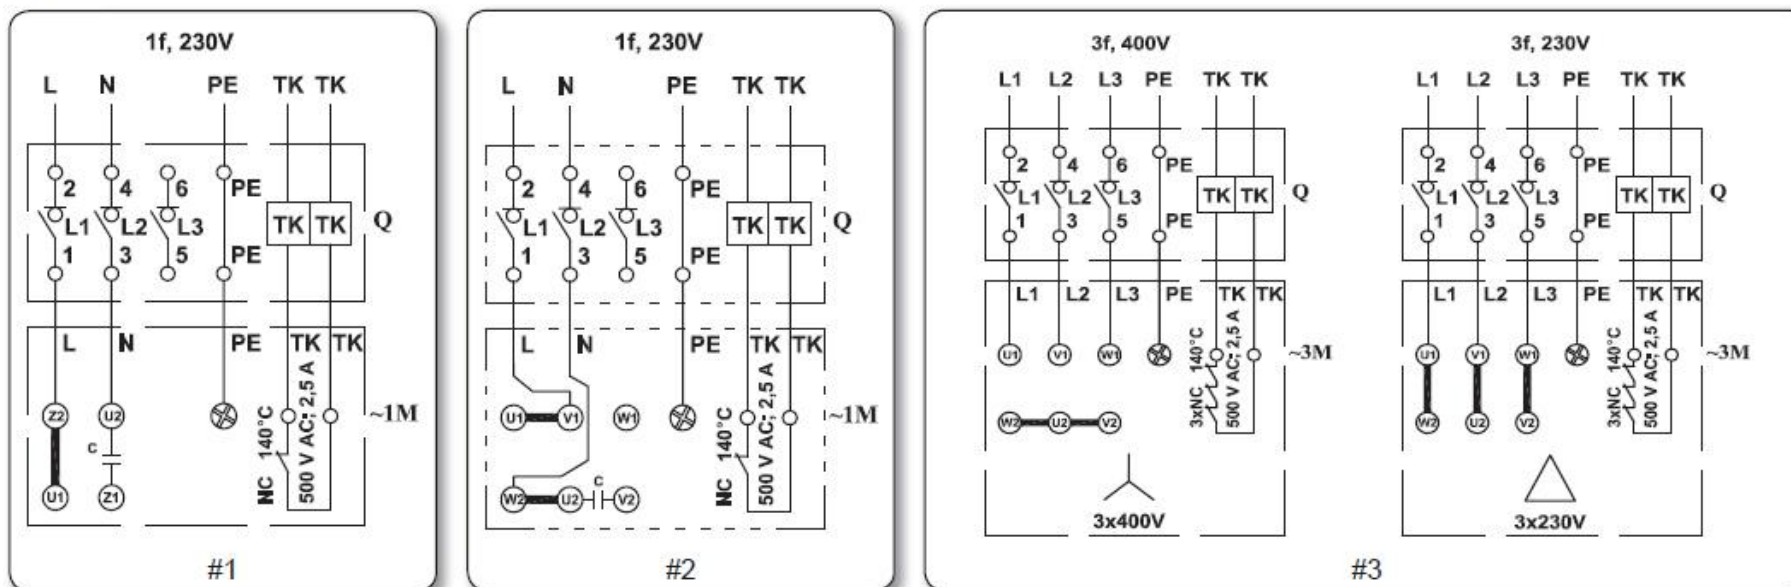 1f, 230V
L N PE TK TK
2 4 6 PE
L1 L2 L3 TK TK Q
1 3 5 PE
L N PE TK TK
Z2 U2 ~1M
C
U1 Z1
NC 140°C
500 V AC; 2,5 A
#1
1f, 230V
L N PE TK TK
2 4 6 PE
L1 L2 L3 TK TK Q
1 3 5 PE
L N PE TK TK
U1 V1 W1 ~1M
C
W2 U2 V2
NC 140°C
500 V AC; 2,5 A
#2
3f, 400V
L1 L2 L3 PE TK TK
2 4 6 PE
L1 L2 L3 TK TK Q
1 3 5 PE
L1 L2 L3 PE TK TK
U1 V1 W1 ~3M
W2 U2 V2
3xNC 140°C
500 V AC; 2,5 A
3x400V
3f, 230V
L1 L2 L3 PE TK TK
2 4 6 PE
L1 L2 L3 TK TK Q
1 3 5 PE
L1 L2 L3 PE TK TK
U1 V1 W1 ~3M
W2 U2 V2
3xNC 140°C
500 V AC; 2,5 A
3x230V
#3